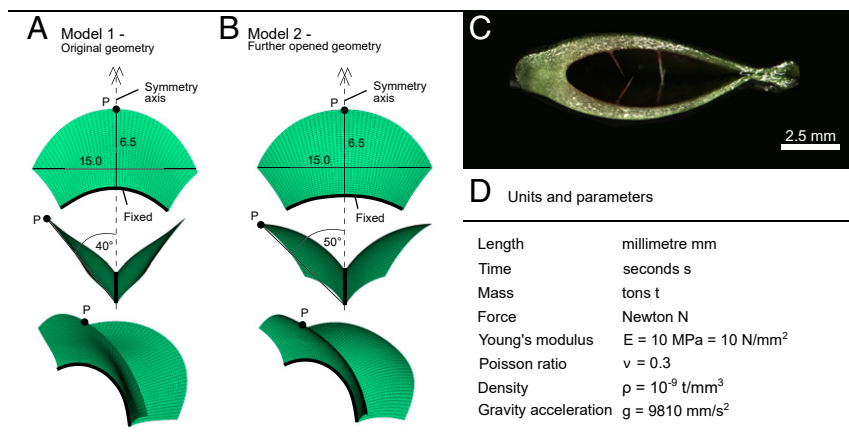 A Model 1 -
Original geometry
Symmetry
axis
P
6.5
15.0
Fixed
P
40°
P
B Model 2 -
Further opened geometry
Symmetry
axis
P
6.5
15.0
Fixed
P
50°
P
C
2.5 mm
D Units and parameters
Length millimetre mm
Time seconds s
Mass tons t
Force Newton N
Young's modulus E = 10 MPa = 10 N/mm²
Poisson ratio ν = 0.3
Density ρ = 10⁻⁹ t/mm³
Gravity acceleration g = 9810 mm/s²